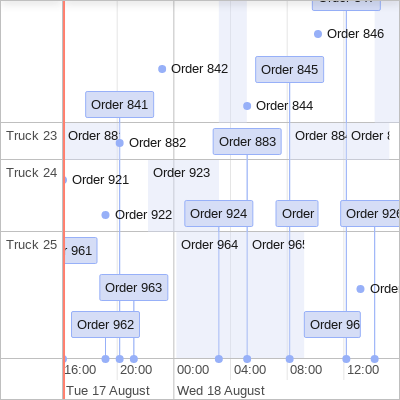 Order 846
Order 842
Order 845
Order 841
Order 844
Truck 23
Order 88
Order 882
Order 883
Order 88
Order
Truck 24
Order 921
Order 923
Order 922
Order 924
Order
Order 926
Truck 25
961
Order 964
Order 965
Order 963
Orde
Order 962
Order 96
16:00 20:00 00:00 04:00 08:00 12:00
Tue 17 August Wed 18 August